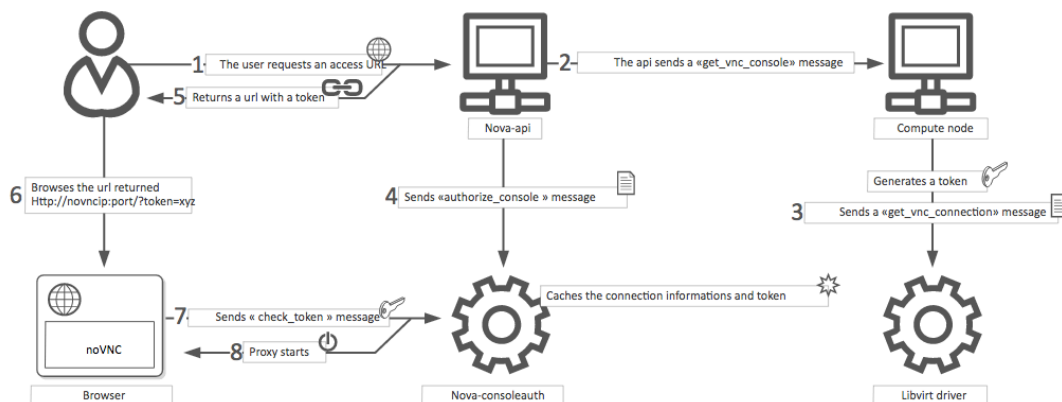 1 The user requests an access URL
2 The api sends a «get_vnc_console» message
5 Returns a url with a token
Nova-api
Compute node
6 Browses the url returned
Http://novncip:port/?token=xyz
4 Sends «authorize_console » message
Generates a token
3 Sends a «get_vnc_connection» message
Caches the connection informations and token
7 Sends « check_token » message
noVNC
8 Proxy starts
Browser
Nova-consoleauth
Libvirt driver